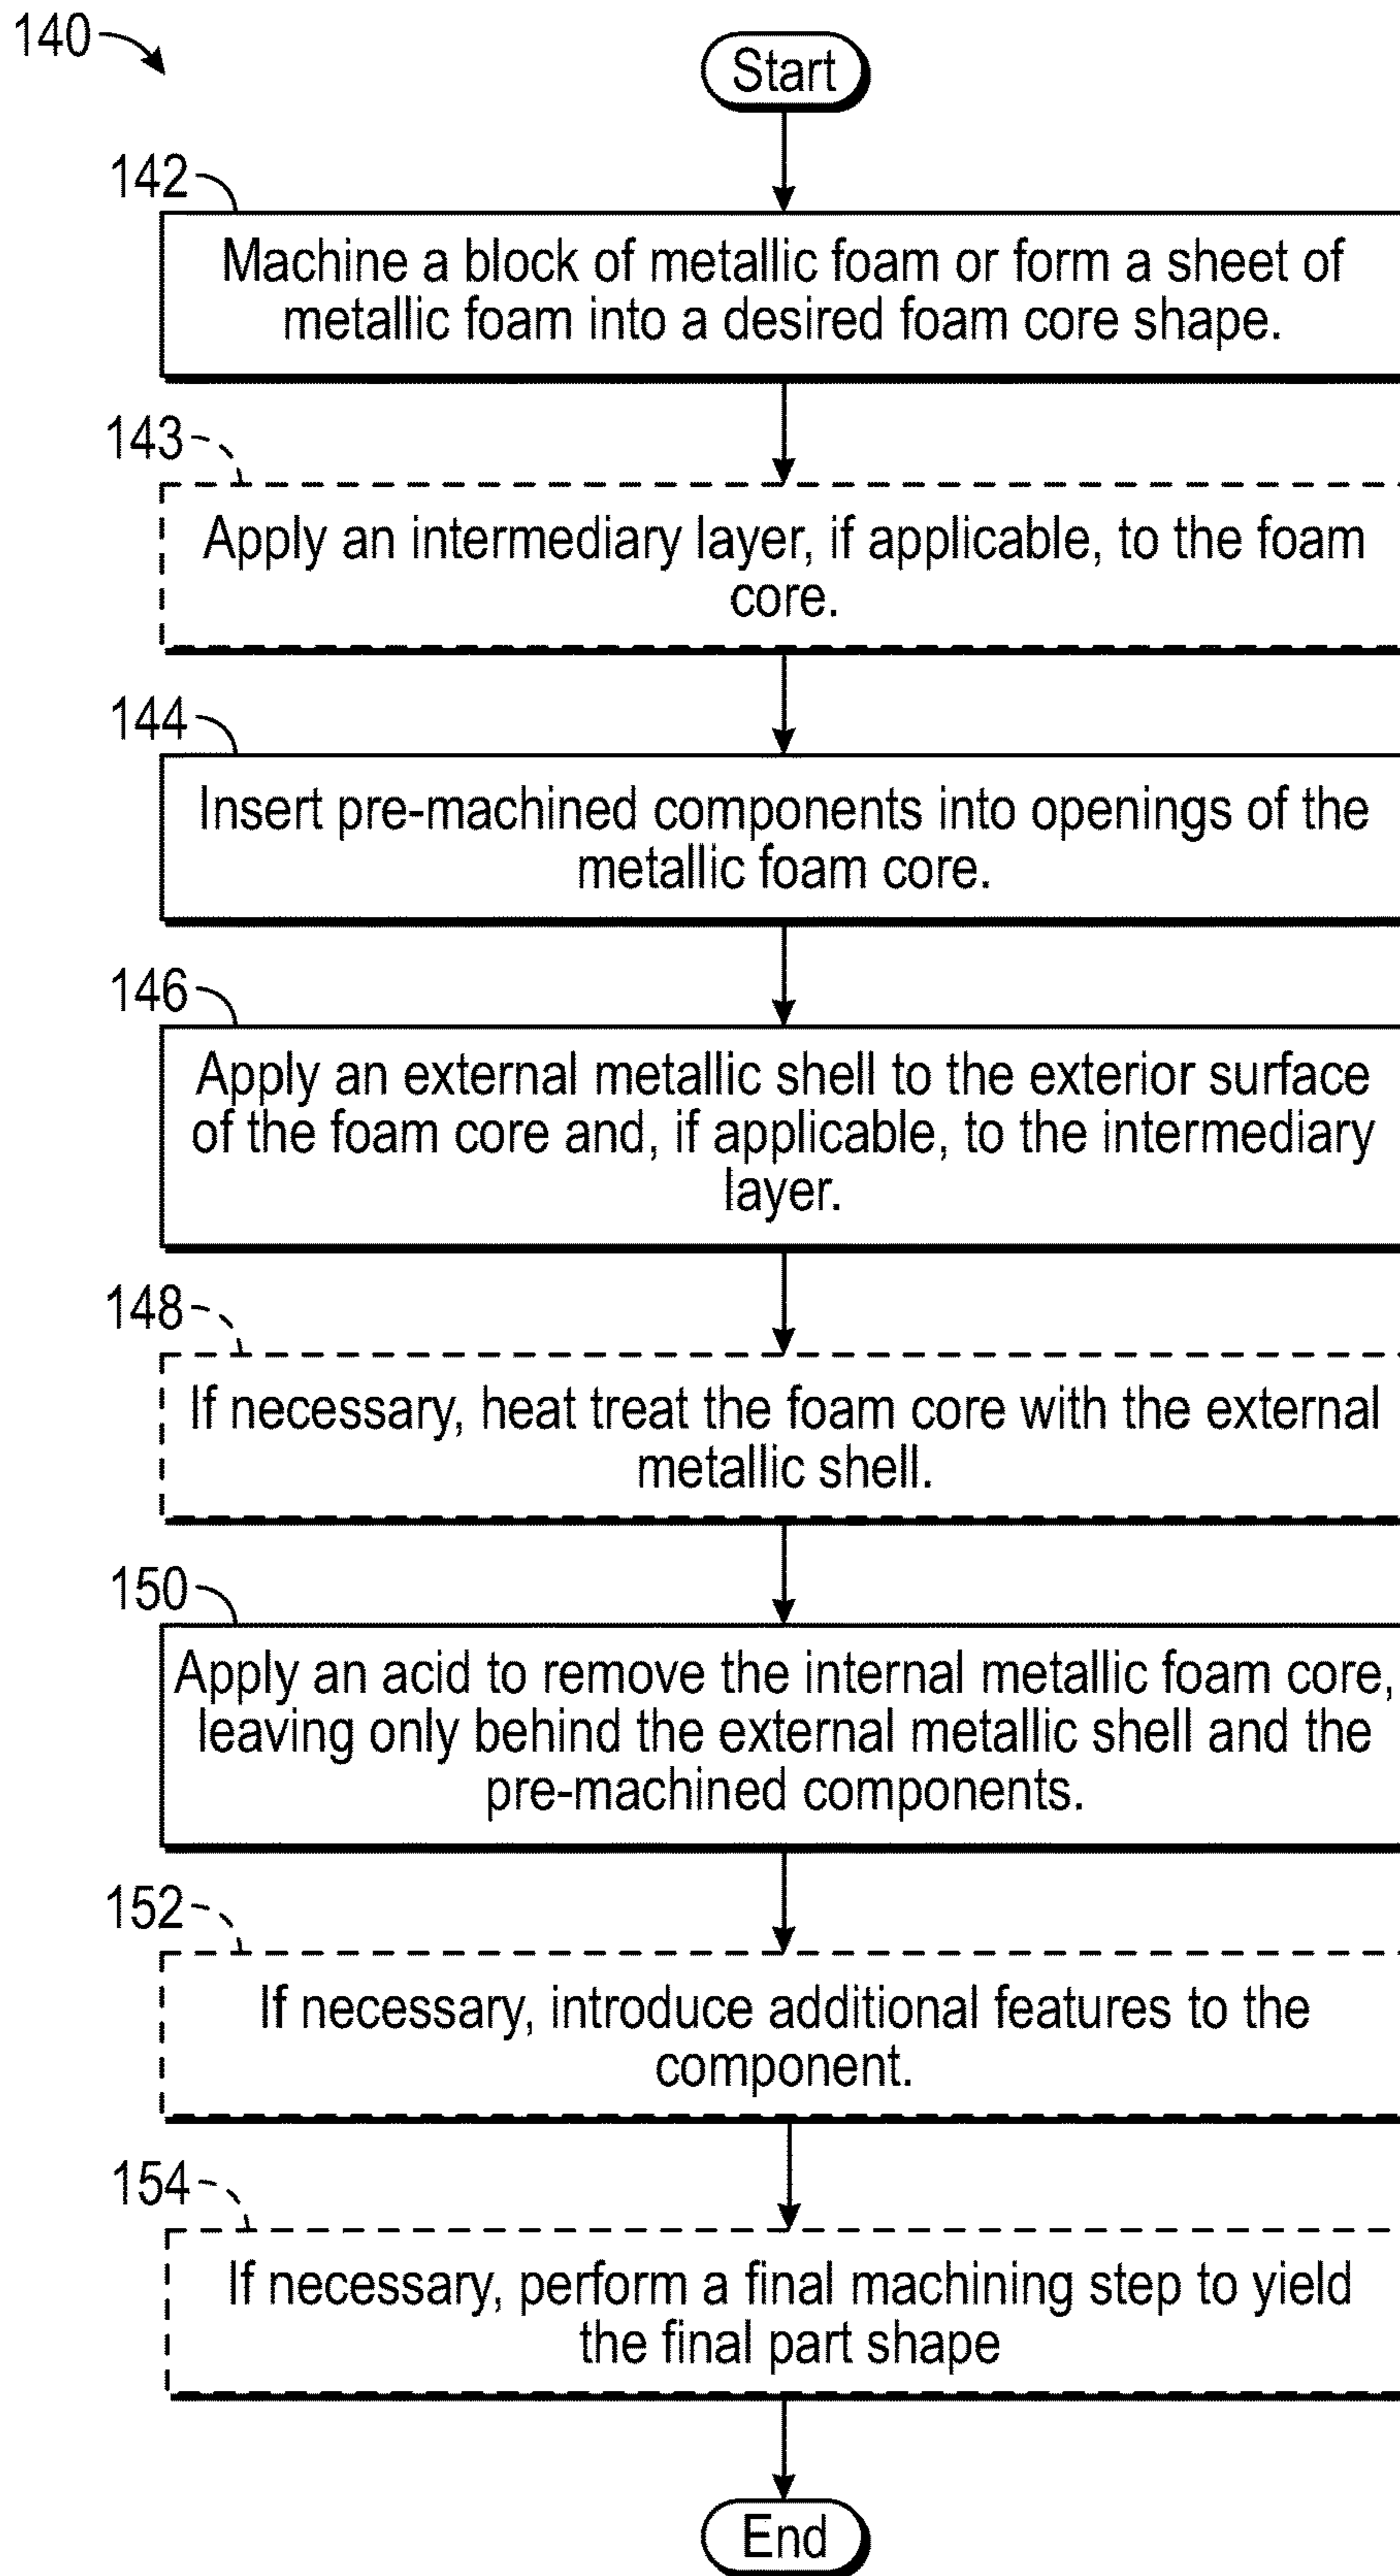 140
Start
142
Machine a block of metallic foam or form a sheet of
metallic foam into a desired foam core shape.
143
Apply an intermediary layer, if applicable, to the foam
core.
144
Insert pre-machined components into openings of the
metallic foam core.
146
Apply an external metallic shell to the exterior surface
of the foam core and, if applicable, to the intermediary
layer.
148
If necessary, heat treat the foam core with the external
metallic shell.
150
Apply an acid to remove the internal metallic foam core,
leaving only behind the external metallic shell and the
pre-machined components.
152
If necessary, introduce additional features to the
component.
154
If necessary, perform a final machining step to yield
the final part shape
End